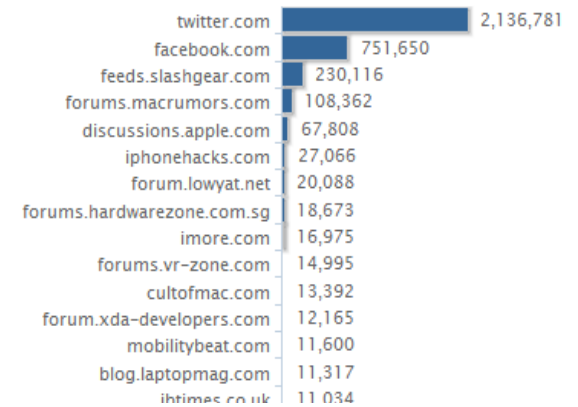 twitter.com 2,136,781
facebook.com 751,650
feeds.slashgear.com 230,116
forums.macrumors.com 108,362
discussions.apple.com 67,808
iphonehacks.com 27,066
forum.lowyat.net 20,088
forums.hardwarezone.com.sg 18,673
imore.com 16,975
forums.vr-zone.com 14,995
cultofmac.com 13,392
forum.xda-developers.com 12,165
mobilitybeat.com 11,600
blog.laptopmag.com 11,317
ibtimes.co.uk 11,034